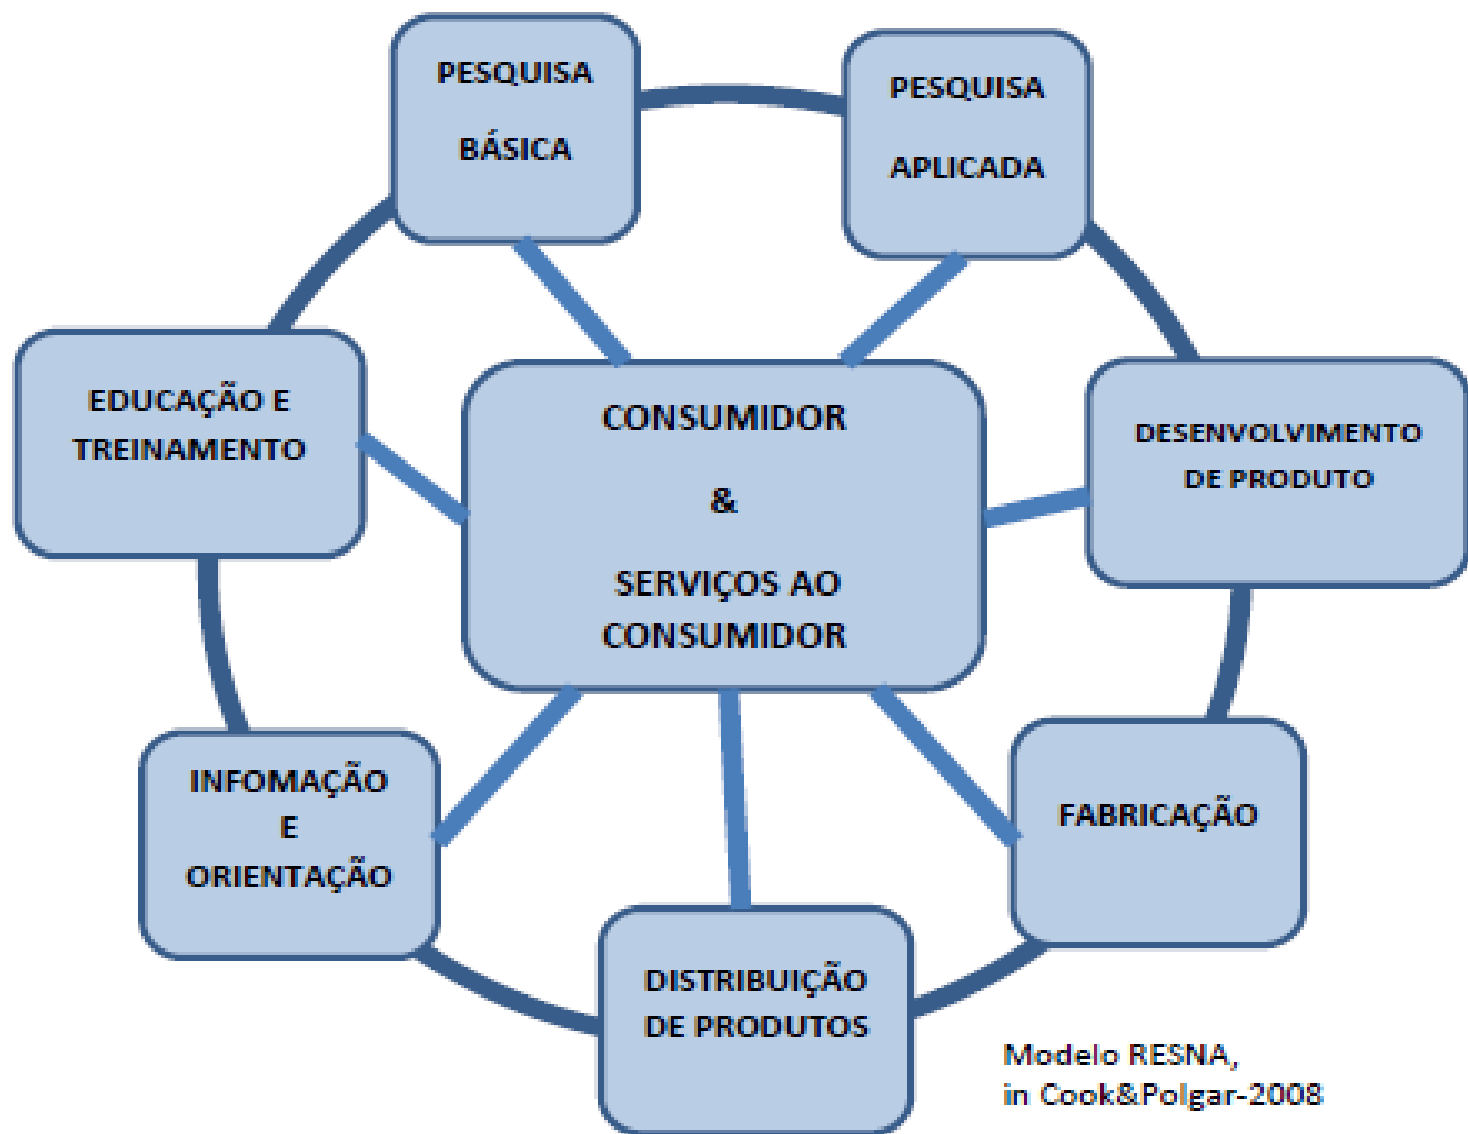 PESQUISA
BÁSICA
PESQUISA
APLICADA
EDUCAÇÃO E
TREINAMENTO
CONSUMIDOR
&
SERVIÇOS AO
CONSUMIDOR
DESENVOLVIMENTO
DE PRODUTO
INFOMAÇÃO
E
ORIENTAÇÃO
FABRICAÇÃO
DISTRIBUIÇÃO
DE PRODUTOS
Modelo RESNA,
in Cook&Polgar-2008